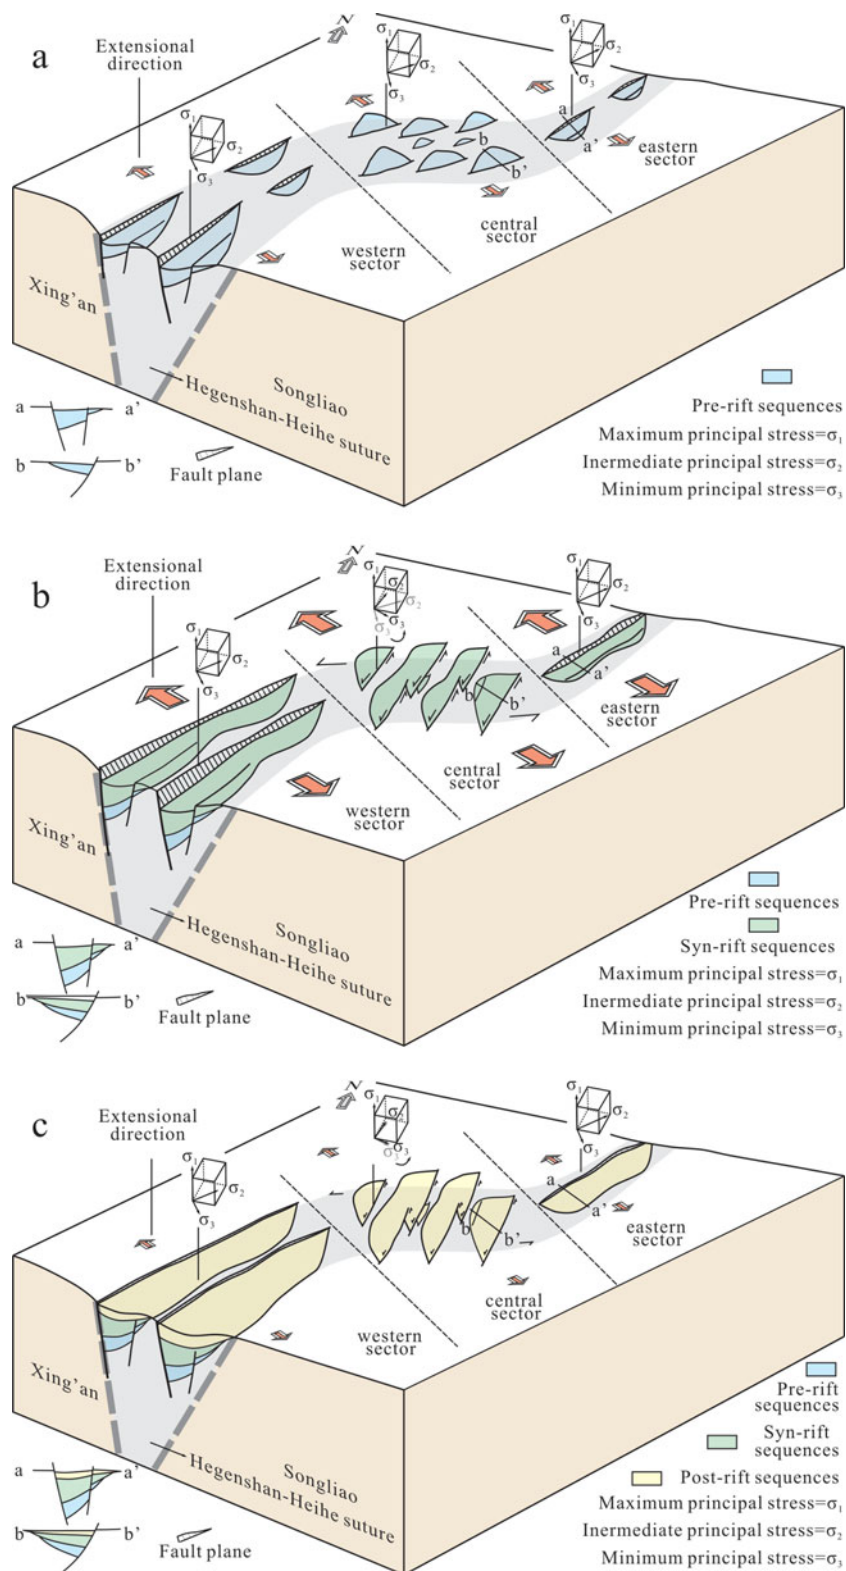 a
Extensional
direction
N
σ₁
σ₂
σ₃
σ₁
σ₂
σ₃
σ₁
σ₂
σ₃
a
a’
b
b’
eastern
sector
central
sector
western
sector
Xing’an
Songliao
Hegenshan-Heihe suture
a
a’
b
b’
Fault plane
Pre-rift sequences
Maximum principal stress=σ₁
Inermediate principal stress=σ₂
Minimum principal stress=σ₃
b
Extensional
direction
N
σ₁
σ₂
σ₃
σ₁
σ₂
σ₂
σ₃
σ₃
σ₁
σ₂
σ₃
a
a’
b
b’
eastern
sector
central
sector
western
sector
Xing’an
Songliao
Hegenshan-Heihe suture
a
a’
b
b’
Fault plane
Pre-rift sequences
Syn-rift sequences
Maximum principal stress=σ₁
Inermediate principal stress=σ₂
Minimum principal stress=σ₃
c
Extensional
direction
N
σ₁
σ₂
σ₃
σ₁
σ₂
σ₃
σ₃
σ₁
σ₂
σ₃
a
a’
b
b’
eastern
sector
central
sector
western
sector
Xing’an
Songliao
Hegenshan-Heihe suture
a
a’
b
b’
Fault plane
Pre-rift
sequences
Syn-rift
sequences
Post-rift sequences
Maximum principal stress=σ₁
Inermediate principal stress=σ₂
Minimum principal stress=σ₃